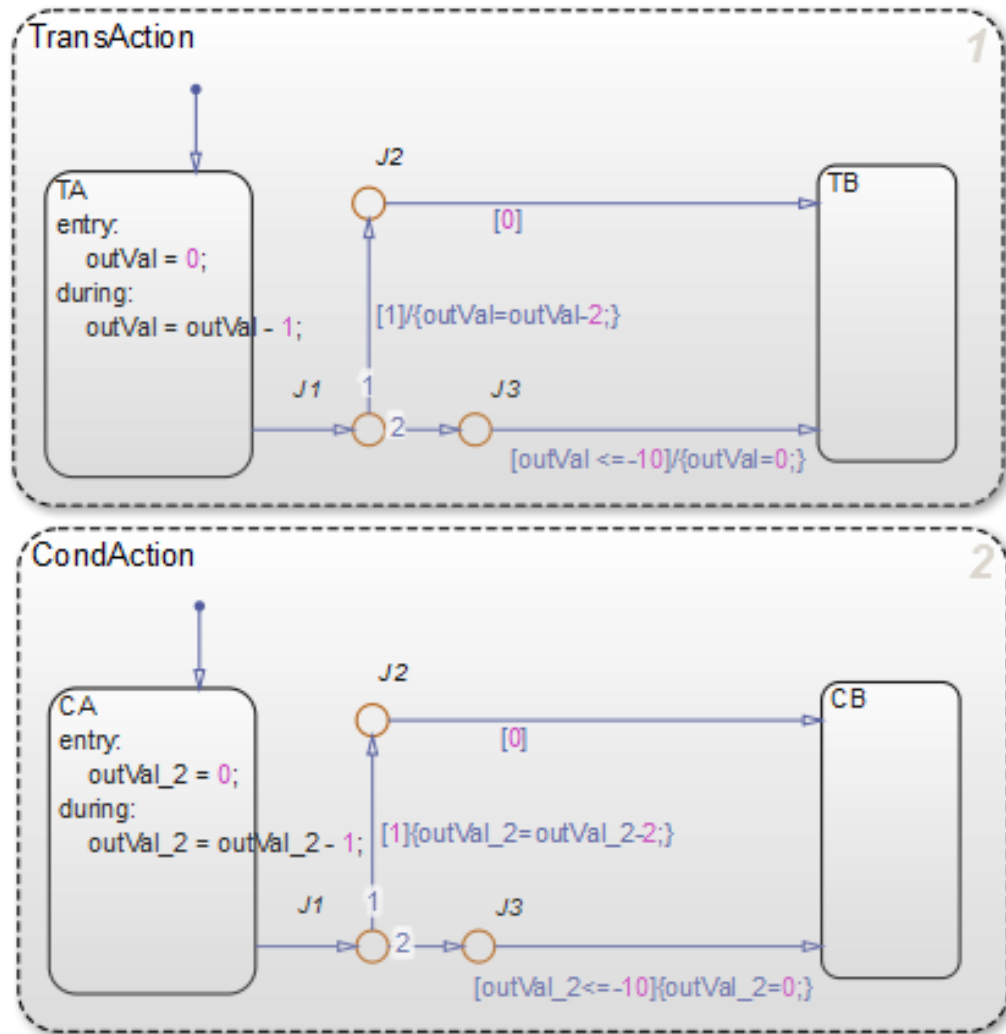 TransAction
1
J2
TA
TB
entry:
[0]
outVal = 0;
during:
[1]/{outVal=outVal-2;}
outVal = outVal - 1;
J1
1
J3
2
[outVal <=-10]/{outVal=0;}
CondAction
2
J2
CA
CB
entry:
[0]
outVal_2 = 0;
during:
[1]{outVal_2=outVal_2-2;}
outVal_2 = outVal_2 - 1;
J1
1
J3
2
[outVal_2<=-10]{outVal_2=0;}